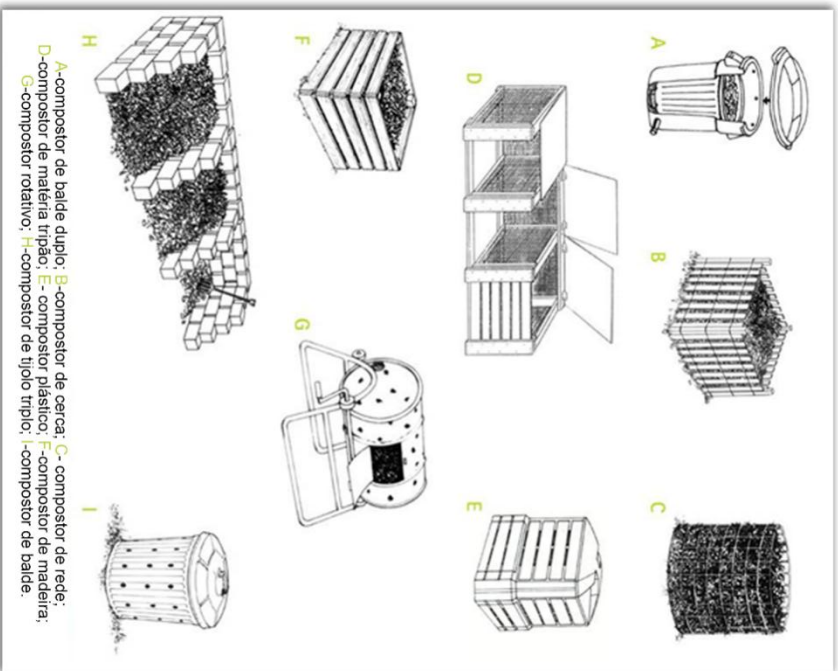 A
B
C
D
E
F
G
H
I
A-compostor de balde duplo; B-compostor de cerca; C- compostor de rede;
D-compostor de matéria tripão; E- compostor plástico; F-compostor de madeira;
G-compostor rotativo; H-compostor de tijolo triplo; I-compostor de balde.